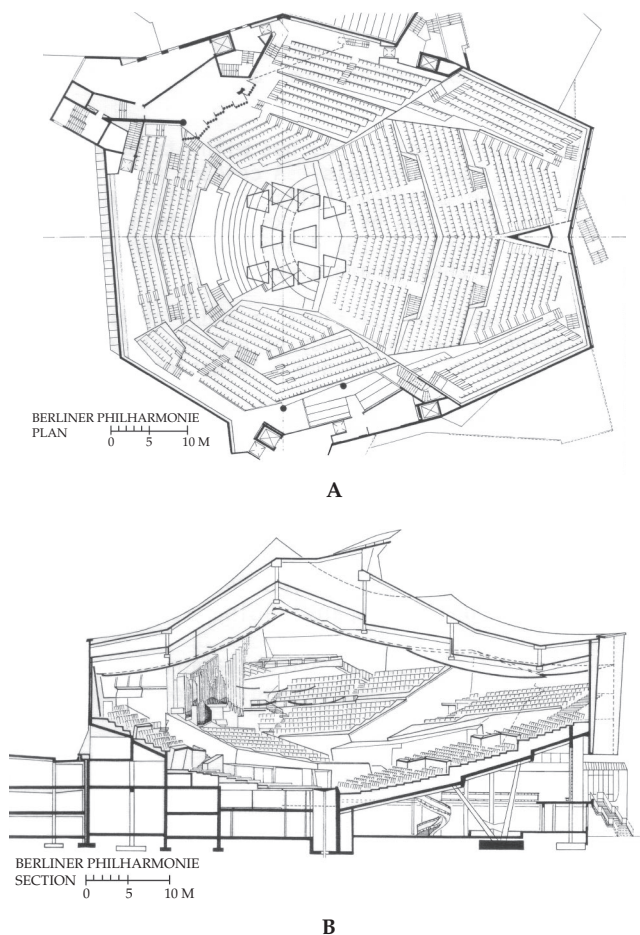 BERLINER PHILHARMONIE
PLAN
0 5 10 M
A
BERLINER PHILHARMONIE
SECTION
0 5 10 M
B